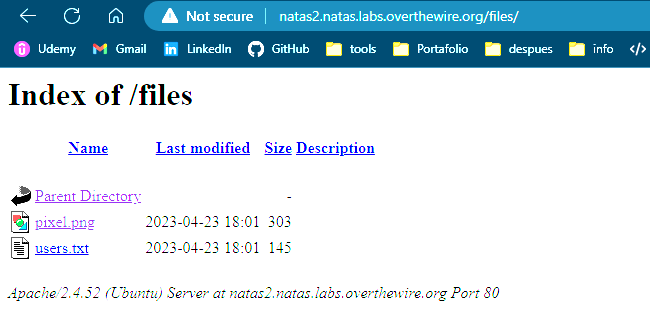 Not secure natas2.natas.labs.overthewire.org/files/
Udemy Gmail LinkedIn GitHub tools Portafolio despues info
Index of /files
Name Last modified Size Description
Parent Directory -
pixel.png 2023-04-23 18:01 303
users.txt 2023-04-23 18:01 145
Apache/2.4.52 (Ubuntu) Server at natas2.natas.labs.overthewire.org Port 80